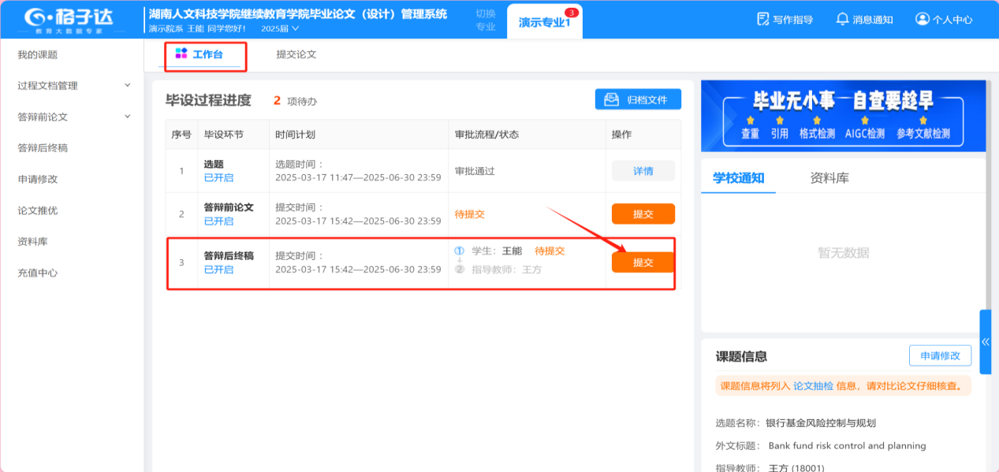 格子达
教育大数据专家
湖南人文科技学院继续教育学院毕业论文（设计）管理系统
演示院系 王能 同学您好！ 2025届
切换
专业
演示专业1
3
写作指导
消息通知
个人中心
我的课题
过程文档管理
答辩前论文
答辩后终稿
申请修改
论文推优
资料库
充值中心
工作台
提交论文
毕设过程进度
2 项待办
归档文件
序号 毕设环节 时间计划 审批流程/状态 操作
1
选题
已开启
选题时间：
2025-03-17 11:47—2025-06-30 23:59
审批通过
详情
2
答辩前论文
已开启
提交时间：
2025-03-17 15:42—2025-06-30 23:59
待提交
提交
3
答辩后终稿
已开启
提交时间：
2025-03-17 15:42—2025-06-30 23:59
① 学生：王能 待提交
② 指导教师：王方
提交
毕业无小事 自查要趁早
查重 引用 格式检测 AIGC检测 参考文献检测
学校通知
资料库
暂无数据
课题信息
申请修改
课题信息将列入 论文抽检 信息，请对比论文仔细核查。
选题名称：银行基金风险控制与规划
外文标题：Bank fund risk control and planning
指导教师：王方 (18001)